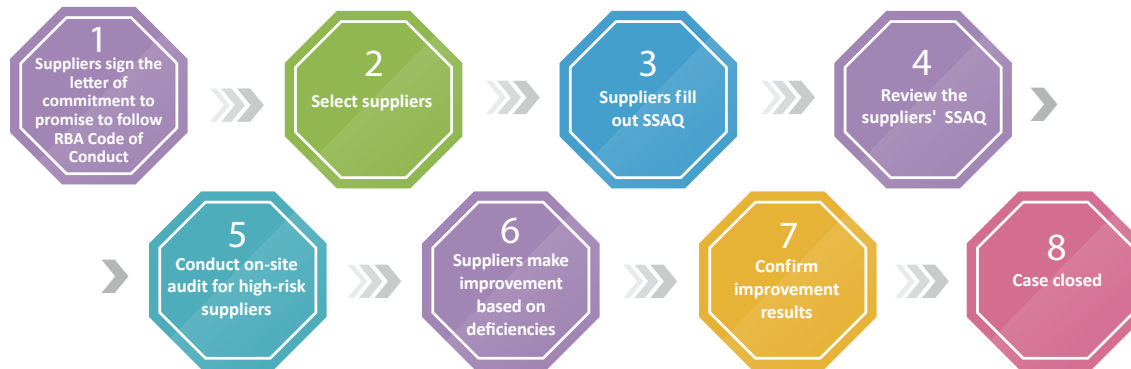 1
Suppliers sign the
letter of
commitment to
promise to follow
RBA Code of
Conduct
2
Select suppliers
3
Suppliers fill
out SSAQ
4
Review the
suppliers' SSAQ
5
Conduct on-site
audit for high-risk
suppliers
6
Suppliers make
improvement
based on
deficiencies
7
Confirm
improvement
results
8
Case closed